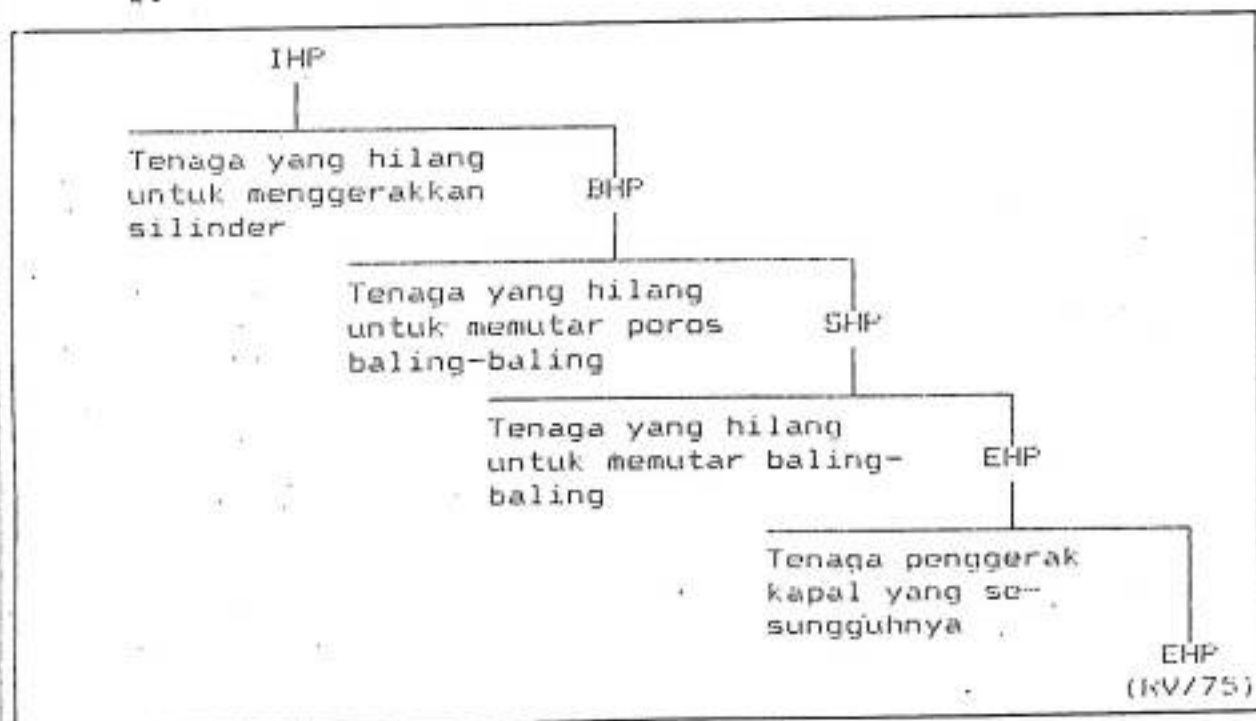 IHP
Tenaga yang hilang
untuk menggerakkan
silinder
BHP
Tenaga yang hilang
untuk memutar poros
baling-baling
SHP
Tenaga yang hilang
untuk memutar baling-
baling
EHP
Tenaga penggerak
kapal yang se-
sungguhnya
EHP
(RV/75)